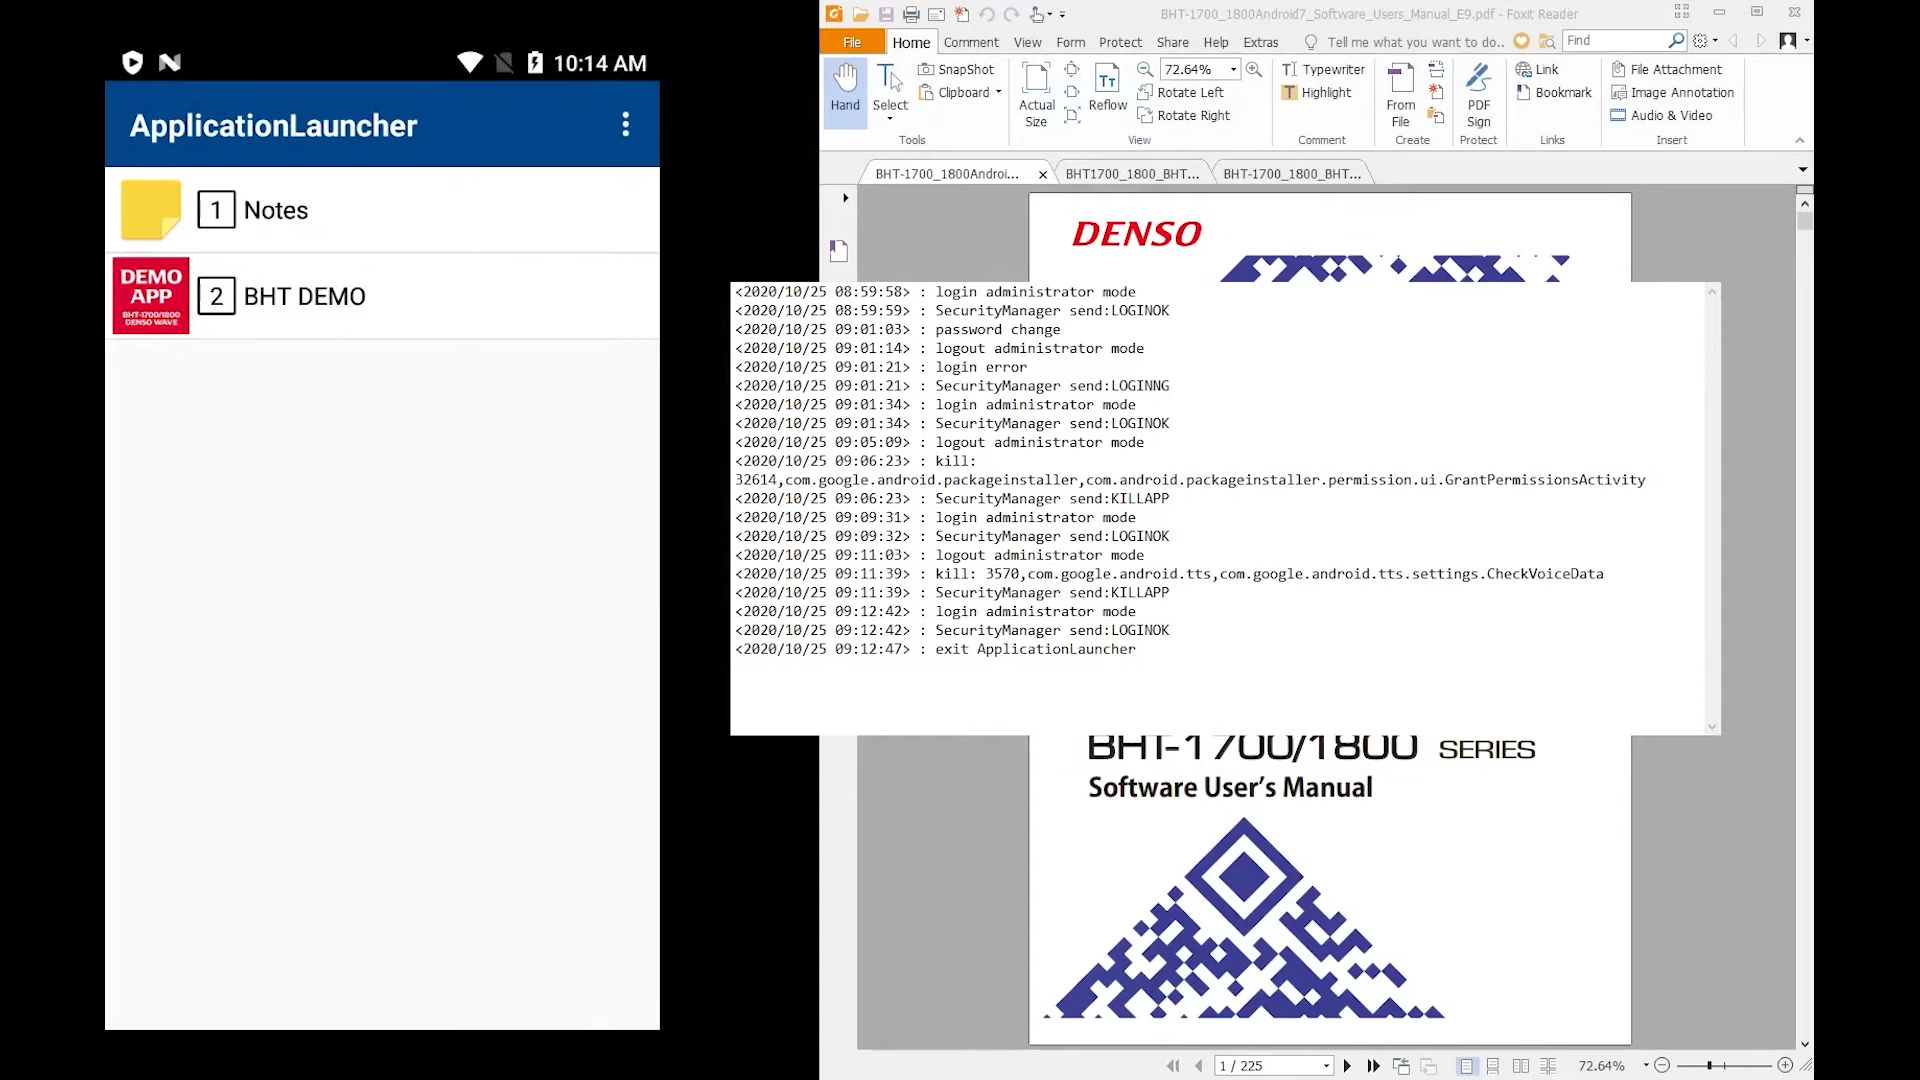 10:14 AM
ApplicationLauncher
1 Notes
DEMO
APP
BHT-1700/1800
DENSO WAVE
2 BHT DEMO
BHT-1700_1800Android7_Software_Users_Manual_E9.pdf - Foxit Reader
File Home Comment View Form Protect Share Help Extras Tell me what you want to do.. Find
Hand
Select
SnapShot
Clipboard
Tools
Actual
Size
Reflow
72.64%
Rotate Left
Rotate Right
View
Typewriter
Highlight
Comment
From
File
Create
PDF
Sign
Protect
Link
Bookmark
Links
File Attachment
Image Annotation
Audio & Video
Insert
BHT-1700_1800Androi... BHT1700_1800_BHT... BHT-1700_1800_BHT...
DENSO
<2020/10/25 08:59:58> : login administrator mode
<2020/10/25 08:59:59> : SecurityManager send:LOGINOK
<2020/10/25 09:01:03> : password change
<2020/10/25 09:01:14> : logout administrator mode
<2020/10/25 09:01:21> : login error
<2020/10/25 09:01:21> : SecurityManager send:LOGINNG
<2020/10/25 09:01:34> : login administrator mode
<2020/10/25 09:01:34> : SecurityManager send:LOGINOK
<2020/10/25 09:05:09> : logout administrator mode
<2020/10/25 09:06:23> : kill:
32614,com.google.android.packageinstaller,com.android.packageinstaller.permission.ui.GrantPermissionsActivity
<2020/10/25 09:06:23> : SecurityManager send:KILLAPP
<2020/10/25 09:09:31> : login administrator mode
<2020/10/25 09:09:32> : SecurityManager send:LOGINOK
<2020/10/25 09:11:03> : logout administrator mode
<2020/10/25 09:11:39> : kill: 3570,com.google.android.tts,com.google.android.tts.settings.CheckVoiceData
<2020/10/25 09:11:39> : SecurityManager send:KILLAPP
<2020/10/25 09:12:42> : login administrator mode
<2020/10/25 09:12:42> : SecurityManager send:LOGINOK
<2020/10/25 09:12:47> : exit ApplicationLauncher
BHT-1700/1800 SERIES
Software User's Manual
1 / 225
72.64%